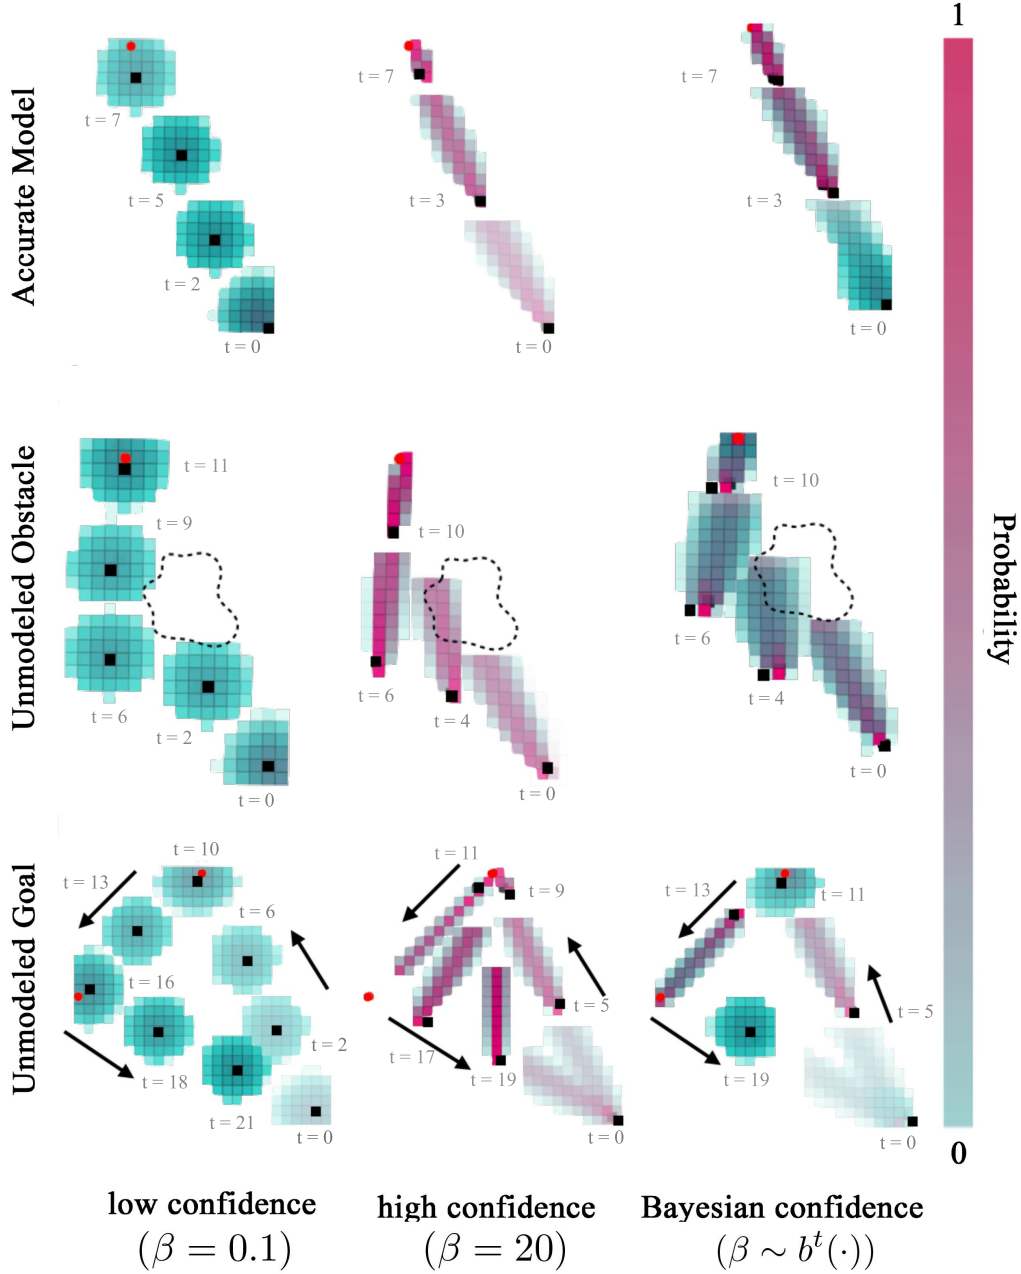 1
Accurate Model
t = 7
t = 5
t = 2
t = 0
t = 7
t = 3
t = 0
t = 7
t = 3
t = 0
Unmodeled Obstacle
t = 11
t = 9
t = 6
t = 2
t = 0
t = 10
t = 6
t = 4
t = 0
t = 10
t = 6
t = 4
t = 0
Probability
Unmodeled Goal
t = 10
t = 13
t = 6
t = 16
t = 2
t = 18
t = 21
t = 0
t = 11
t = 9
t = 5
t = 17
t = 19
t = 0
t = 13
t = 11
t = 5
t = 19
t = 0
0
low confidence
(β = 0.1)
high confidence
(β = 20)
Bayesian confidence
(β ∼ bᵗ(·))